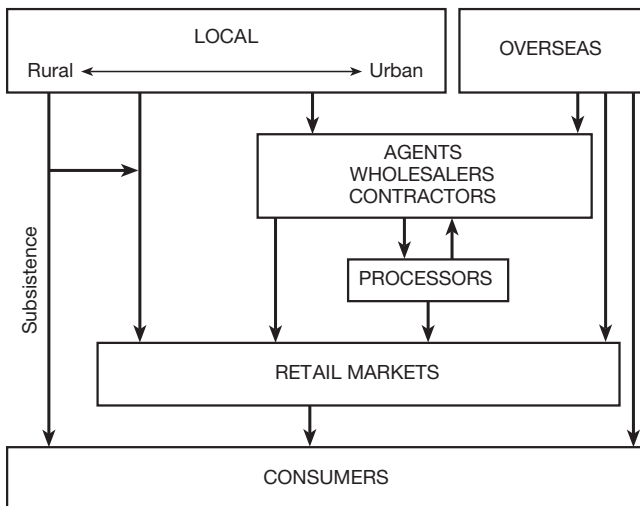 LOCAL
Rural
Urban
OVERSEAS
AGENTS
WHOLESALERS
CONTRACTORS
Subsistence
PROCESSORS
RETAIL MARKETS
CONSUMERS